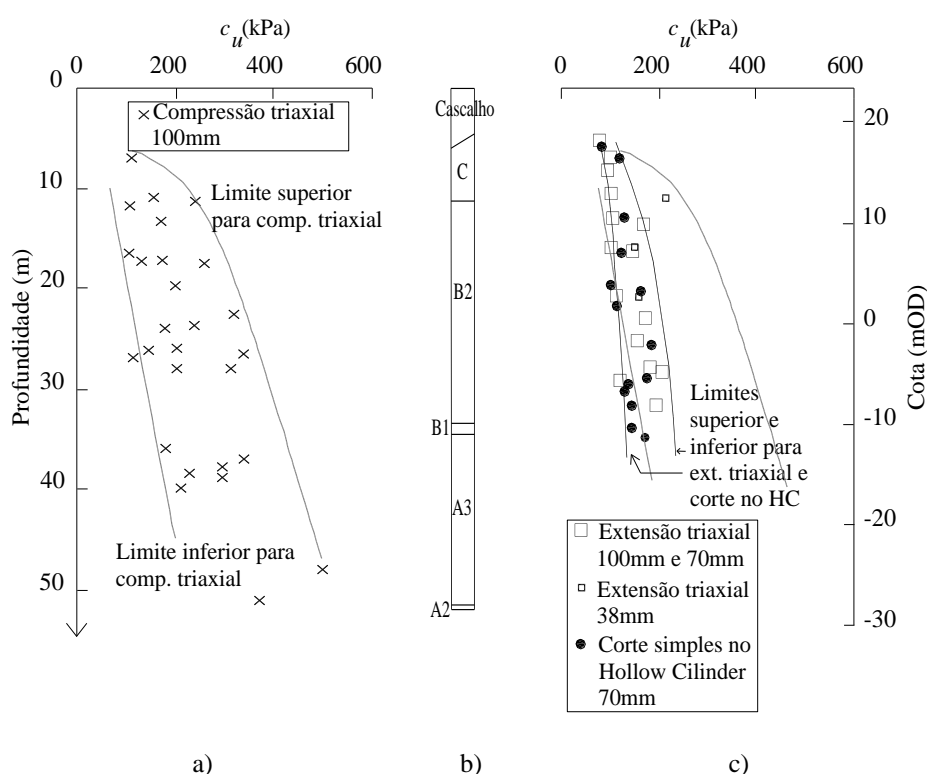 c_u(kPa)
0 200 400 600
0
Compressão triaxial
100mm
Limite superior
para comp. triaxial
10
20
30
40
50
Profundidade (m)
Limite inferior para
comp. triaxial
a)
Cascalho
C
B2
B1
A3
A2
b)
c_u(kPa)
0 200 400 600
20
10
0
-10
-20
-30
Cota (mOD)
Limites
superior e
inferior para
ext. triaxial e
corte no HC
Extensão triaxial
100mm e 70mm
Extensão triaxial
38mm
Corte simples no
Hollow Cilinder
70mm
c)